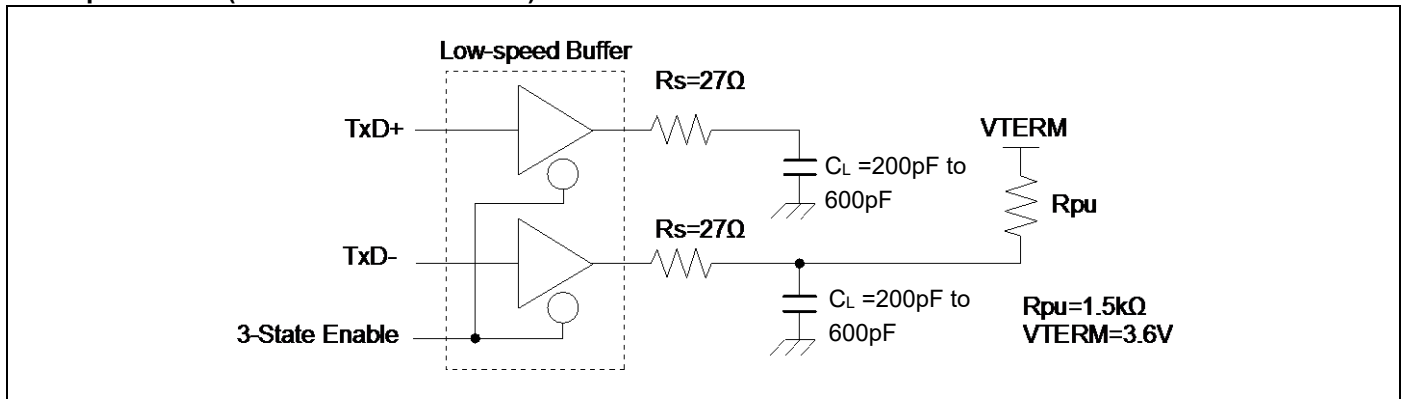 Low-speed Buffer
Rs=27Ω
TxD+
VTERM
CL =200pF to
600pF
Rpu
Rs=27Ω
TxD-
CL =200pF to
600pF
Rpu=1.5kΩ
VTERM=3.6V
3-State Enable